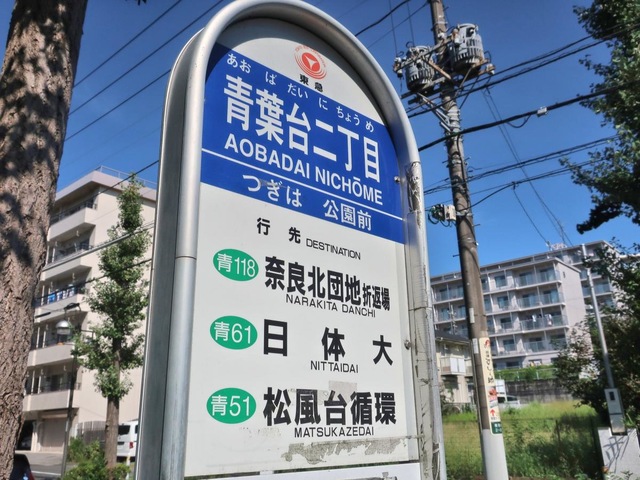 東急
あおばだいにちょうめ
青葉台二丁目
AOBADAI NICHŌME
つぎは 公園前
行先 DESTINATION
青118 奈良北団地折返場
NARAKITA DANCHI
青61 日体大
NITTAIDAI
青51 松風台循環
MATSUKAZEDAI